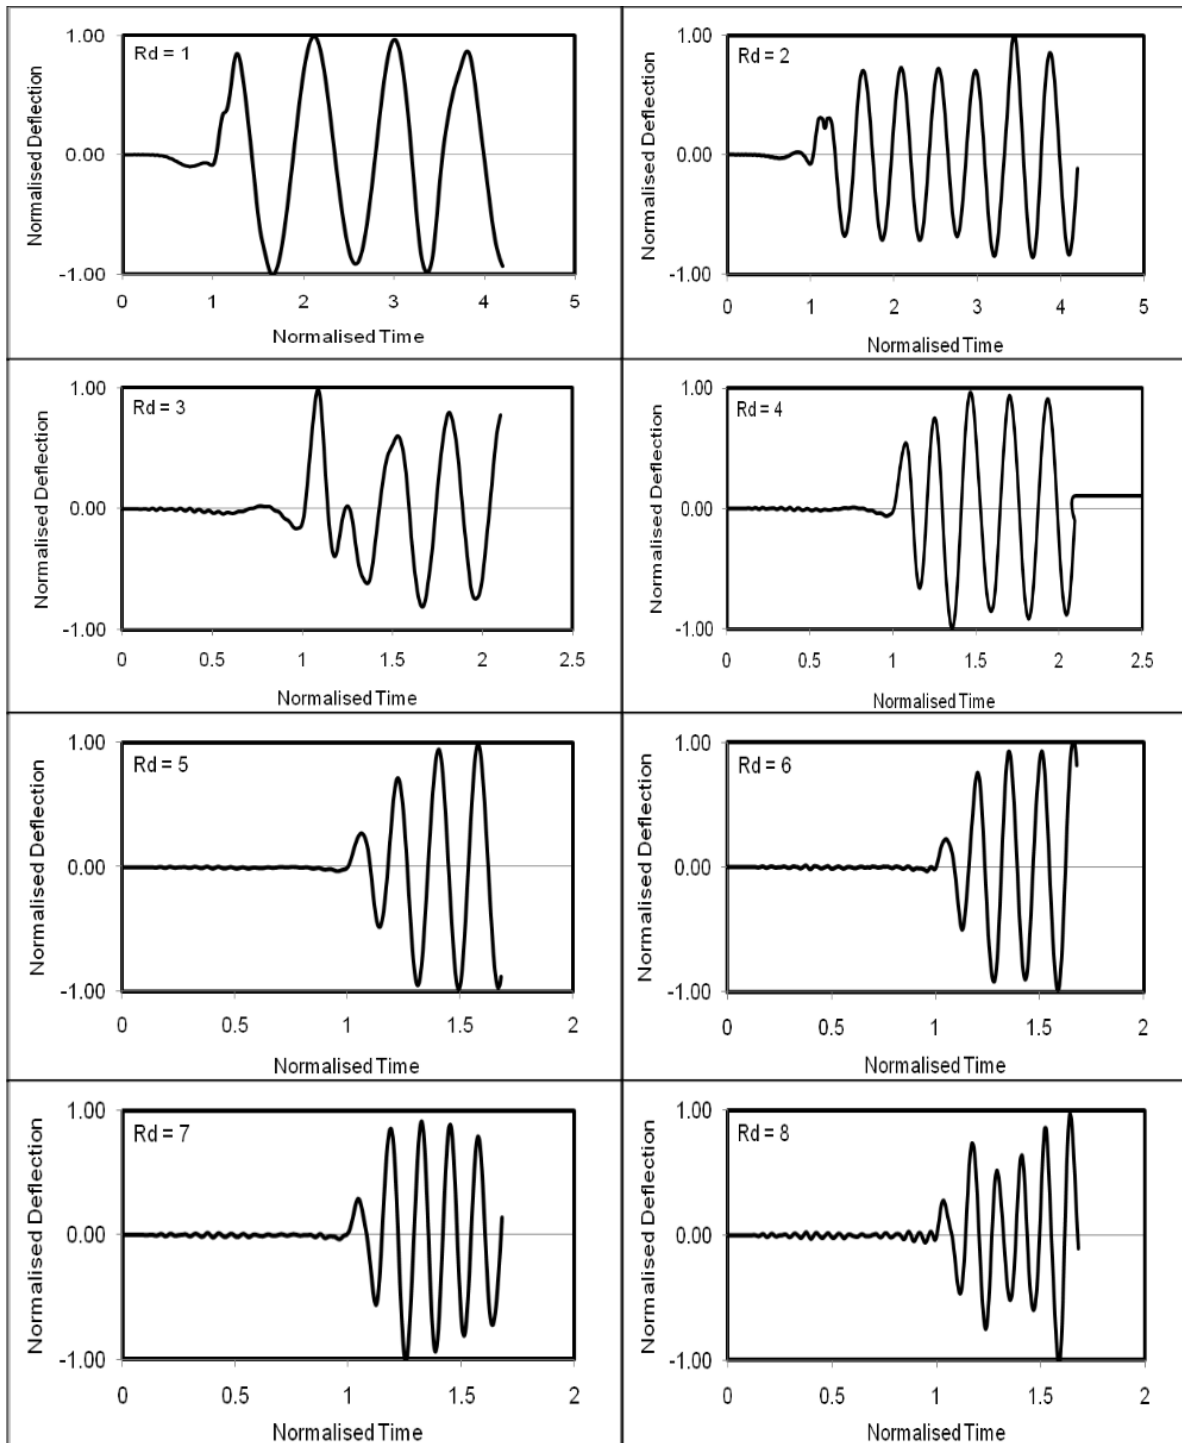 Rd = 1
Normalised Deflection
1.00
0.00
-1.00
0 1 2 3 4 5
Normalised Time
Rd = 2
Normalised Deflection
1.00
0.00
-1.00
0 1 2 3 4 5
Normalised Time
Rd = 3
Normalised Deflection
1.00
0.00
-1.00
0 0.5 1 1.5 2 2.5
Normalised Time
Rd = 4
Normalised Deflection
1.00
0.00
-1.00
0 0.5 1 1.5 2 2.5
Normalised Time
Rd = 5
Normalised Deflection
1.00
0.00
-1.00
0 0.5 1 1.5 2
Normalised Time
Rd = 6
Normalised Deflection
1.00
0.00
-1.00
0 0.5 1 1.5 2
Normalised Time
Rd = 7
Normalised Deflection
1.00
0.00
-1.00
0 0.5 1 1.5 2
Normalised Time
Rd = 8
Normalised Deflection
1.00
0.00
-1.00
0 0.5 1 1.5 2
Normalised Time